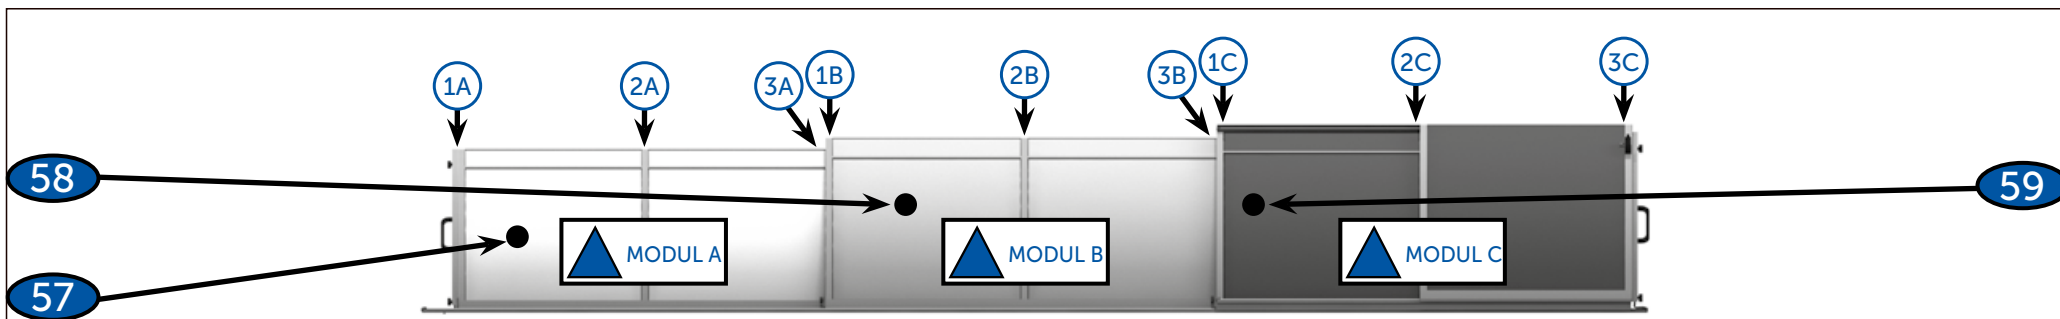 1A
2A
3A
1B
2B
3B
1C
2C
3C
58
59
57
MODUL A
MODUL B
MODUL C